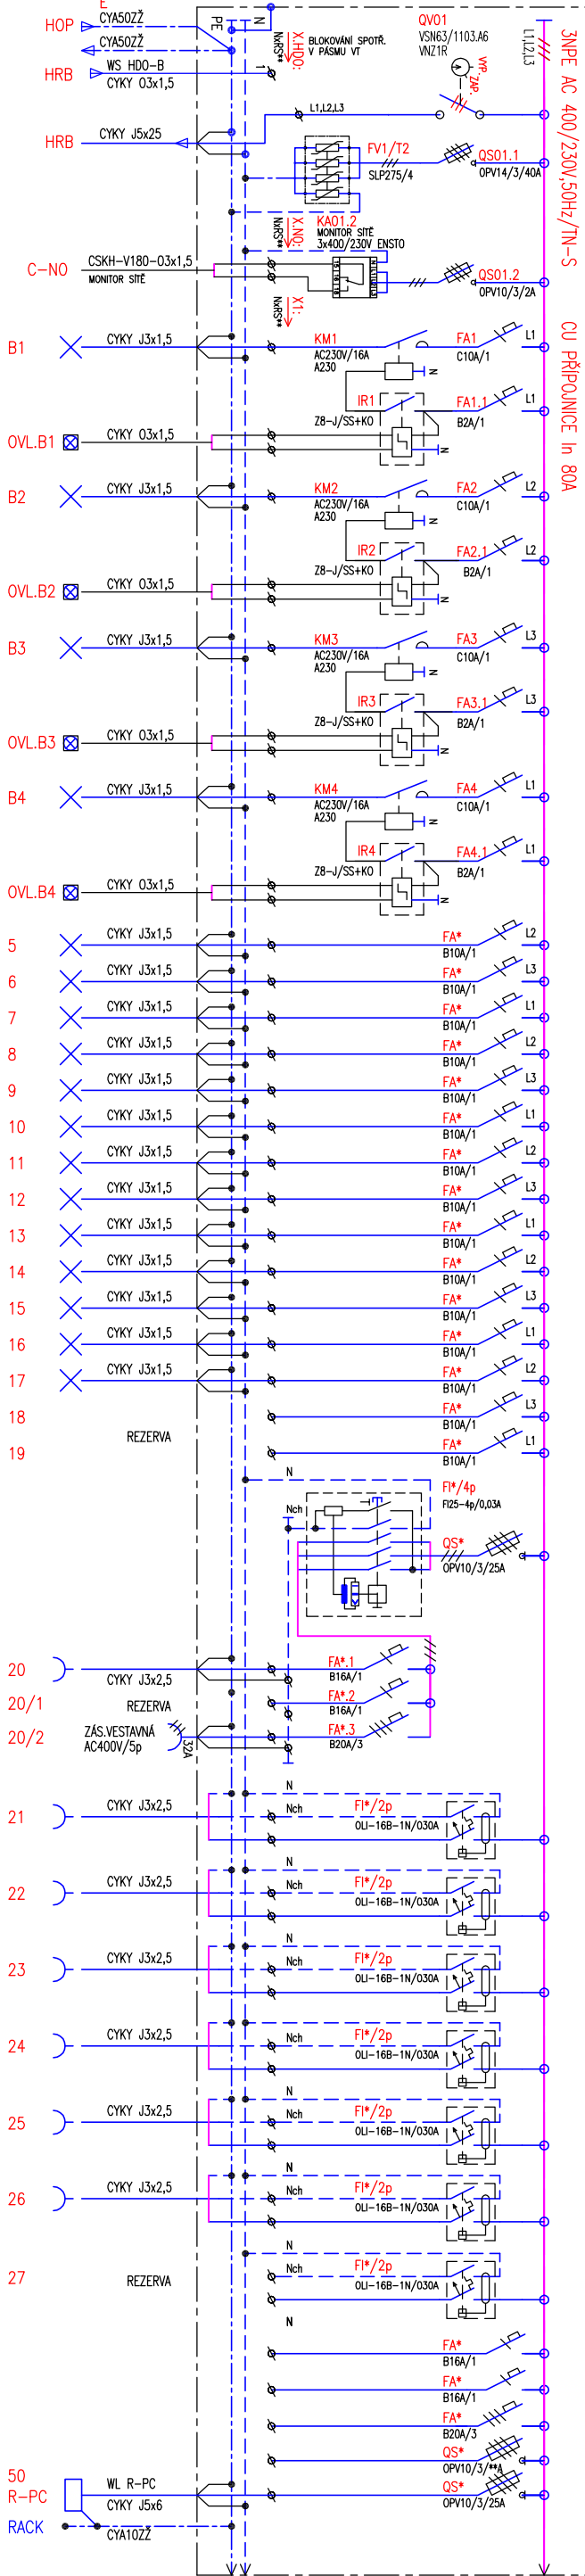 E
HOP
CYA50ZŽ
CYA50ZŽ
HRB
WS HDO-B
CYKY O3x1,5
1
HRB
CYKY J5x25
PE
N
X.HDO:
NxRS**
BLOKOVÁNÍ SPOTŘ.
V PÁSMU VT
QV01
VSN63/1103.A6
VNZ1R
VYP.
ZAP.
L1,L2,L3
L1,L2,L3
3NPE AC 400/230V,50Hz/TN-S
CU PŘÍPOJNICE In 80A
FV1/T2
SLP275/4
QS01.1
OPV14/3/40A
C-NO
CSKH-V180-O3x1,5
MONITOR SÍTĚ
X.NO:
NxRS**
KA01.2
MONITOR SÍTĚ
3x400/230V ENSTO
QS01.2
OPV10/3/2A
X1:
NxRS**
B1
CYKY J3x1,5
KM1
AC230V/16A
A230
N
FA1
C10A/1
L1
IR1
Z8-J/SS+KO
N
FA1.1
B2A/1
L1
OVL.B1
CYKY O3x1,5
B2
CYKY J3x1,5
KM2
AC230V/16A
A230
N
FA2
C10A/1
L2
IR2
Z8-J/SS+KO
N
FA2.1
B2A/1
L2
OVL.B2
CYKY O3x1,5
B3
CYKY J3x1,5
KM3
AC230V/16A
A230
N
FA3
C10A/1
L3
IR3
Z8-J/SS+KO
N
FA3.1
B2A/1
L3
OVL.B3
CYKY O3x1,5
B4
CYKY J3x1,5
KM4
AC230V/16A
A230
N
FA4
C10A/1
L1
IR4
Z8-J/SS+KO
N
FA4.1
B2A/1
L1
OVL.B4
CYKY O3x1,5
5 CYKY J3x1,5 FA* L2
B10A/1
6 CYKY J3x1,5 FA* L3
B10A/1
7 CYKY J3x1,5 FA* L1
B10A/1
8 CYKY J3x1,5 FA* L2
B10A/1
9 CYKY J3x1,5 FA* L3
B10A/1
10 CYKY J3x1,5 FA* L1
B10A/1
11 CYKY J3x1,5 FA* L2
B10A/1
12 CYKY J3x1,5 FA* L3
B10A/1
13 CYKY J3x1,5 FA* L1
B10A/1
14 CYKY J3x1,5 FA* L2
B10A/1
15 CYKY J3x1,5 FA* L3
B10A/1
16 CYKY J3x1,5 FA* L1
B10A/1
17 CYKY J3x1,5 FA* L2
B10A/1
18 FA* L3
B10A/1
REZERVA
19 FA* L1
B10A/1
N
Nch
FI*/4p
FI25-4p/0,03A
QS*
OPV10/3/25A
20
CYKY J3x2,5
FA*.1
B16A/1
20/1
REZERVA
FA*.2
B16A/1
20/2
ZÁS.VESTAVNÁ
AC400V/5p
32A
FA*.3
B20A/3
N
21 CYKY J3x2,5 Nch FI*/2p
OLI-16B-1N/030A
N
22 CYKY J3x2,5 Nch FI*/2p
OLI-16B-1N/030A
N
23 CYKY J3x2,5 Nch FI*/2p
OLI-16B-1N/030A
N
24 CYKY J3x2,5 Nch FI*/2p
OLI-16B-1N/030A
N
25 CYKY J3x2,5 Nch FI*/2p
OLI-16B-1N/030A
N
26 CYKY J3x2,5 Nch FI*/2p
OLI-16B-1N/030A
N
27 REZERVA Nch FI*/2p
OLI-16B-1N/030A
N
FA*
B16A/1
FA*
B16A/1
FA*
B20A/3
QS*
OPV10/3/**A
50
R-PC
WL R-PC
CYKY J5x6
QS*
OPV10/3/25A
RACK
CYA10ZŽ